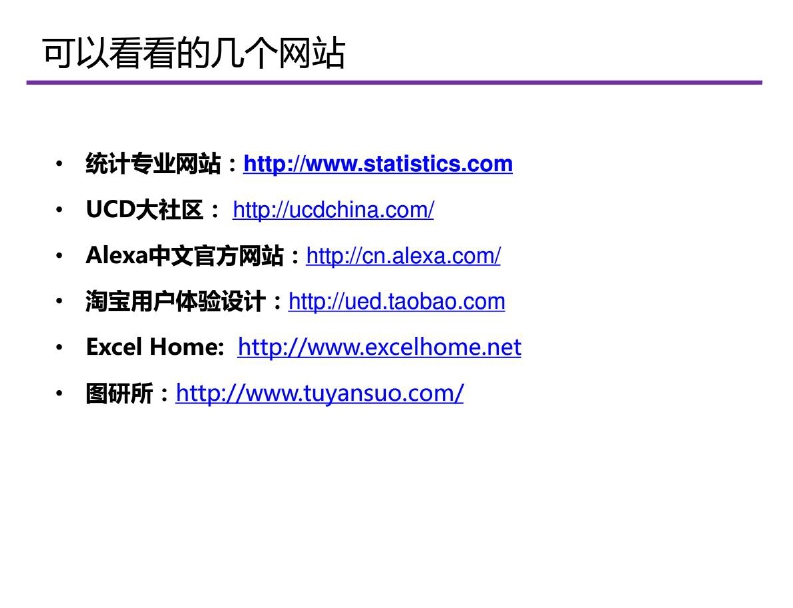 可以看看的几个网站
• 统计专业网站：http://www.statistics.com
• UCD大社区： http://ucdchina.com/
• Alexa中文官方网站：http://cn.alexa.com/
• 淘宝用户体验设计：http://ued.taobao.com
• Excel Home: http://www.excelhome.net
• 图研所：http://www.tuyansuo.com/